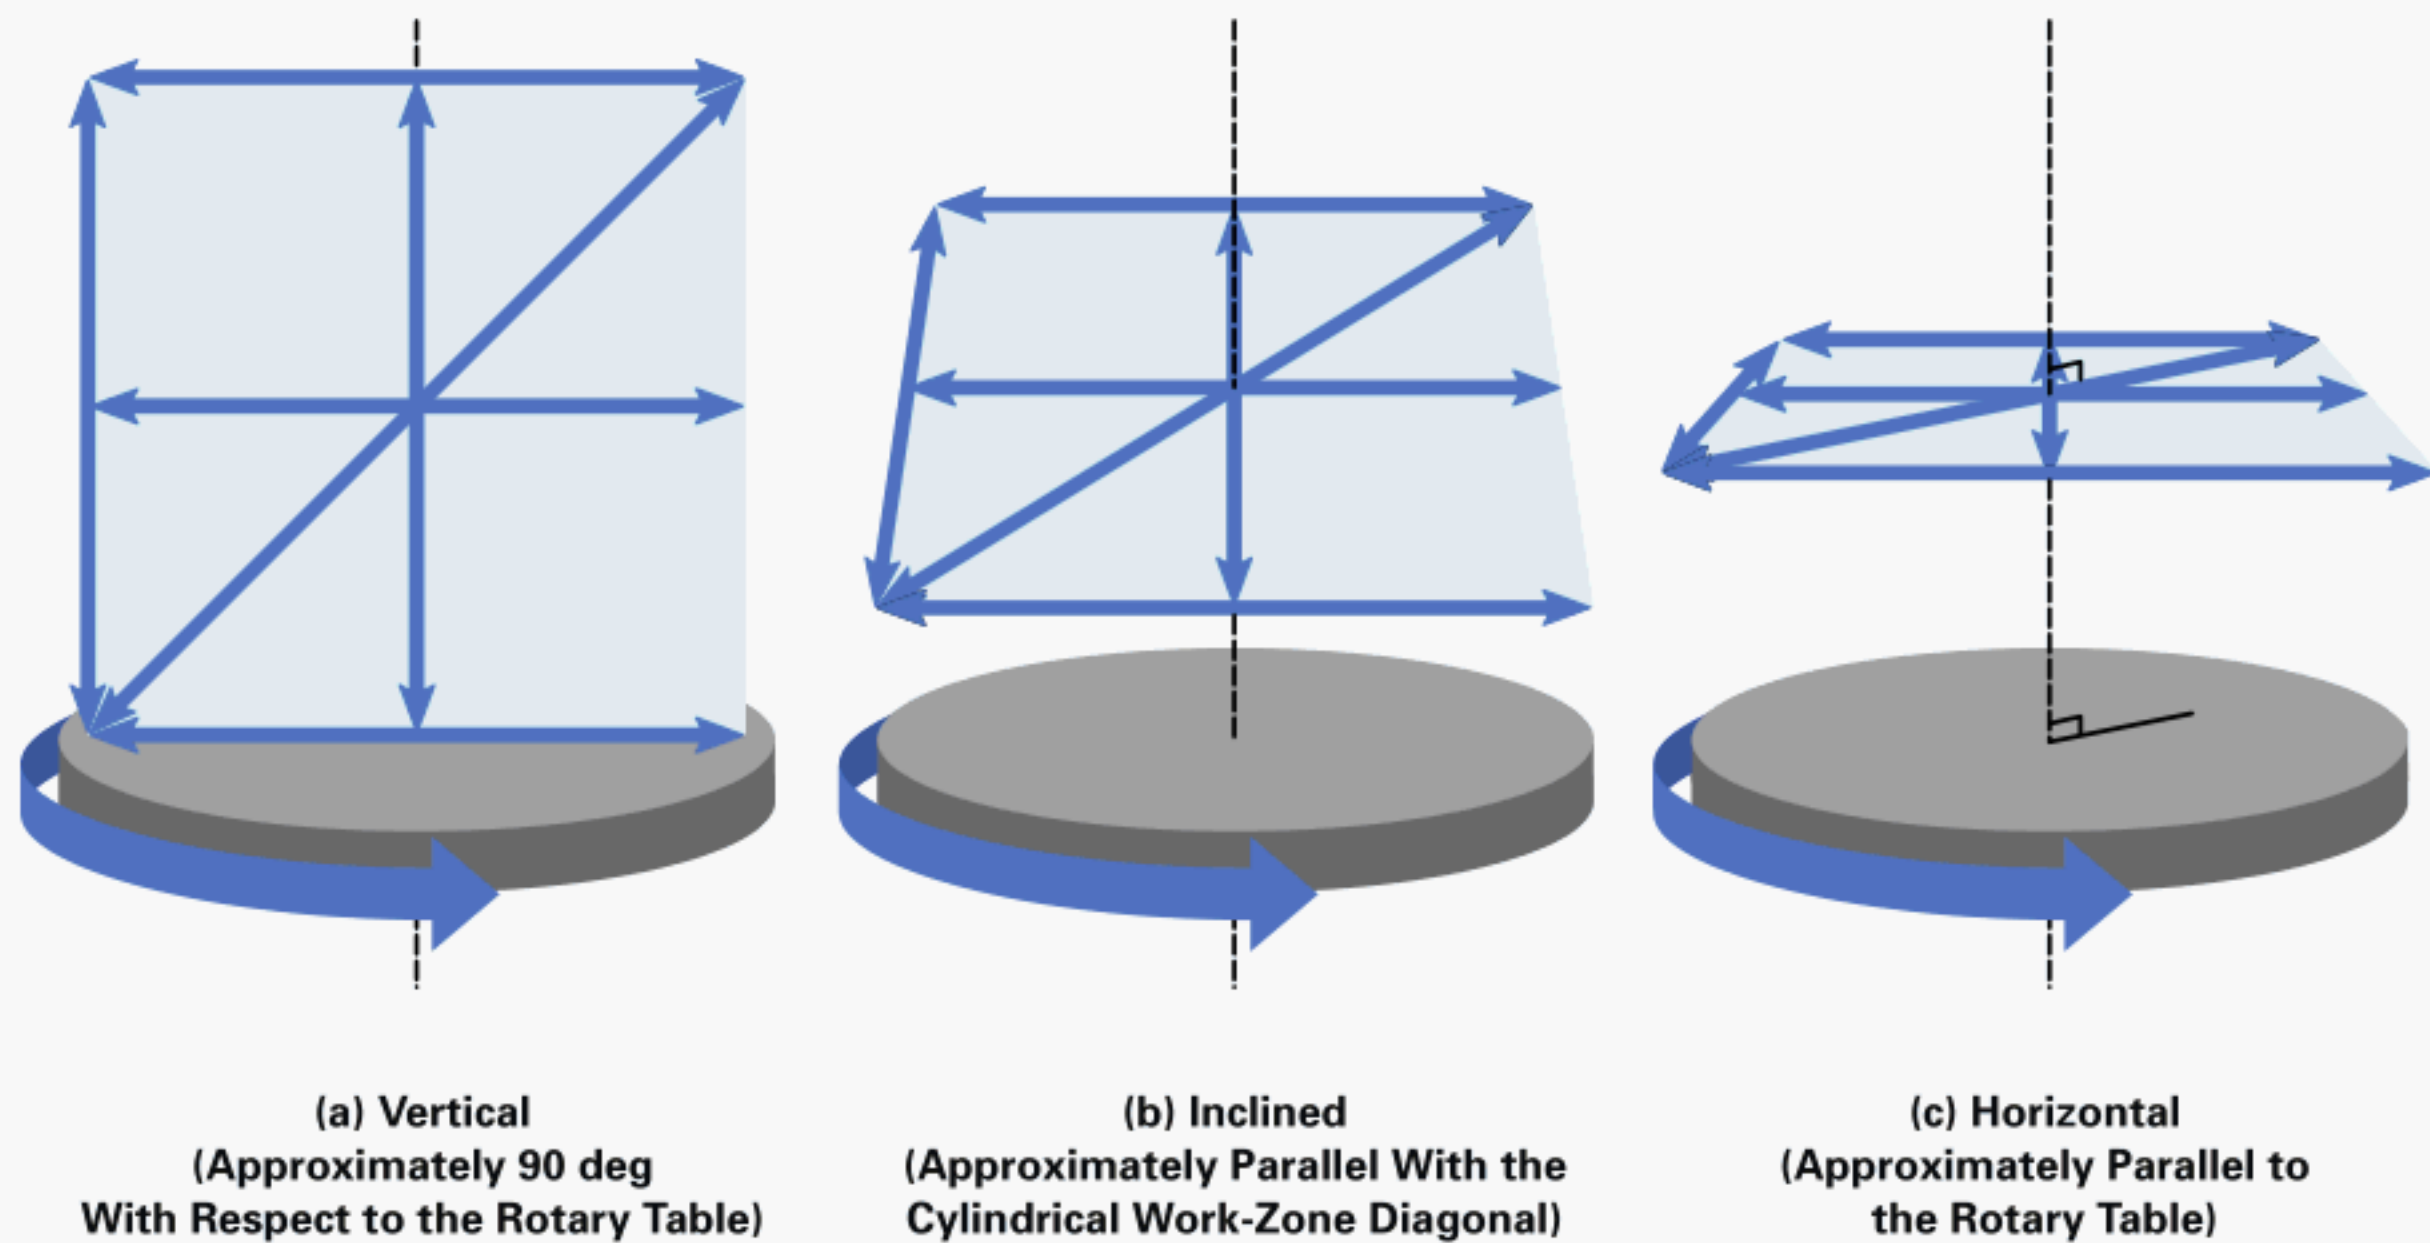 (a) Vertical
(Approximately 90 deg
With Respect to the Rotary Table)
(b) Inclined
(Approximately Parallel With the
Cylindrical Work-Zone Diagonal)
(c) Horizontal
(Approximately Parallel to
the Rotary Table)